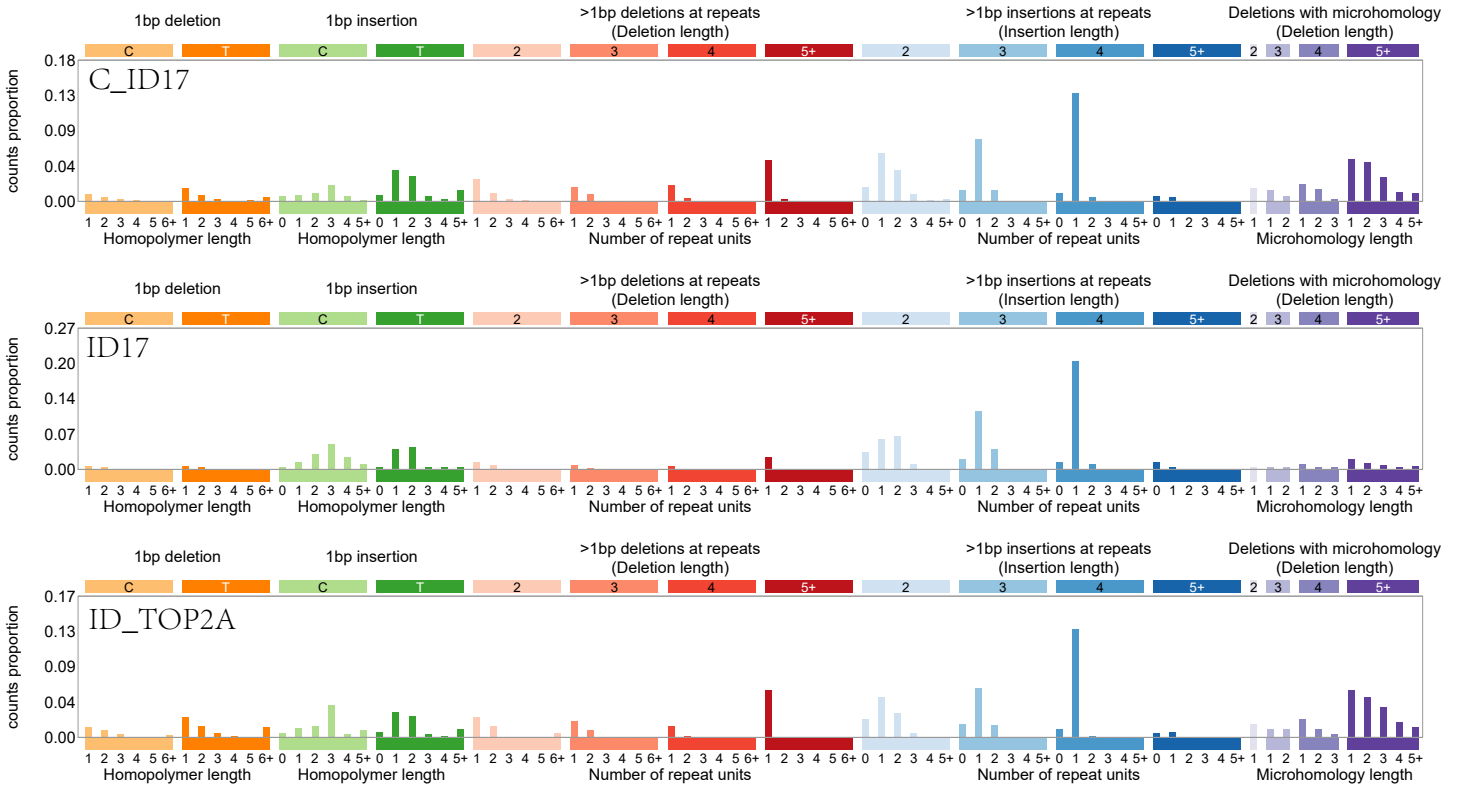 1bp deletion 1bp insertion >1bp deletions at repeats (Deletion length) >1bp insertions at repeats (Insertion length) Deletions with microhomology (Deletion length)
C T C T 2 3 4 5+ 2 3 4 5+ 2 3 4 5+
C_ID17
counts proportion
0.18
0.13
0.09
0.04
0.00
1 2 3 4 5 6+ 1 2 3 4 5 6+ 0 1 2 3 4 5+ 0 1 2 3 4 5+ 1 2 3 4 5 6+ 1 2 3 4 5 6+ 1 2 3 4 5 6+ 1 2 3 4 5 6+ 0 1 2 3 4 5+ 0 1 2 3 4 5+ 0 1 2 3 4 5+ 0 1 2 3 4 5+ 1 1 2 1 2 3 1 2 3 4 5+
Homopolymer length Homopolymer length Number of repeat units Number of repeat units Microhomology length
1bp deletion 1bp insertion >1bp deletions at repeats (Deletion length) >1bp insertions at repeats (Insertion length) Deletions with microhomology (Deletion length)
C T C T 2 3 4 5+ 2 3 4 5+ 2 3 4 5+
ID17
counts proportion
0.27
0.20
0.14
0.07
0.00
1 2 3 4 5 6+ 1 2 3 4 5 6+ 0 1 2 3 4 5+ 0 1 2 3 4 5+ 1 2 3 4 5 6+ 1 2 3 4 5 6+ 1 2 3 4 5 6+ 1 2 3 4 5 6+ 0 1 2 3 4 5+ 0 1 2 3 4 5+ 0 1 2 3 4 5+ 0 1 2 3 4 5+ 1 1 2 1 2 3 1 2 3 4 5+
Homopolymer length Homopolymer length Number of repeat units Number of repeat units Microhomology length
1bp deletion 1bp insertion >1bp deletions at repeats (Deletion length) >1bp insertions at repeats (Insertion length) Deletions with microhomology (Deletion length)
C T C T 2 3 4 5+ 2 3 4 5+ 2 3 4 5+
ID_TOP2A
counts proportion
0.17
0.13
0.09
0.04
0.00
1 2 3 4 5 6+ 1 2 3 4 5 6+ 0 1 2 3 4 5+ 0 1 2 3 4 5+ 1 2 3 4 5 6+ 1 2 3 4 5 6+ 1 2 3 4 5 6+ 1 2 3 4 5 6+ 0 1 2 3 4 5+ 0 1 2 3 4 5+ 0 1 2 3 4 5+ 0 1 2 3 4 5+ 1 1 2 1 2 3 1 2 3 4 5+
Homopolymer length Homopolymer length Number of repeat units Number of repeat units Microhomology length